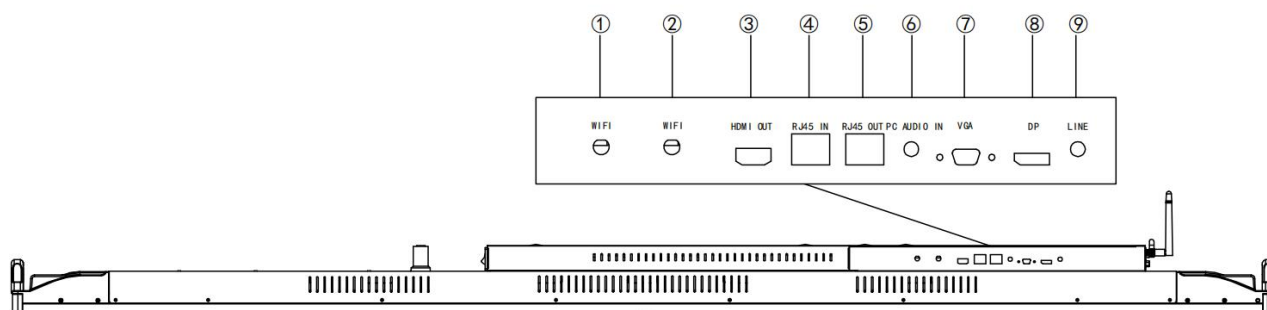 ① ② ③ ④ ⑤ ⑥ ⑦ ⑧ ⑨
WIFI WIFI HDMI OUT RJ45 IN RJ45 OUT PC AUDIO IN VGA DP LINE